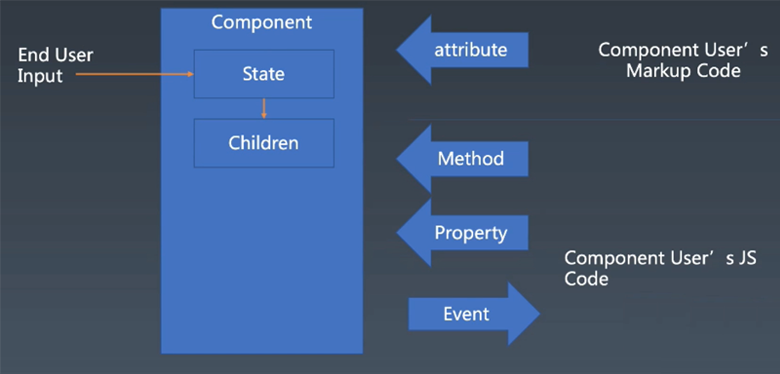 Component
End User
Input
State
Children
attribute
Component User’s
Markup Code
Method
Property
Component User’s JS
Code
Event